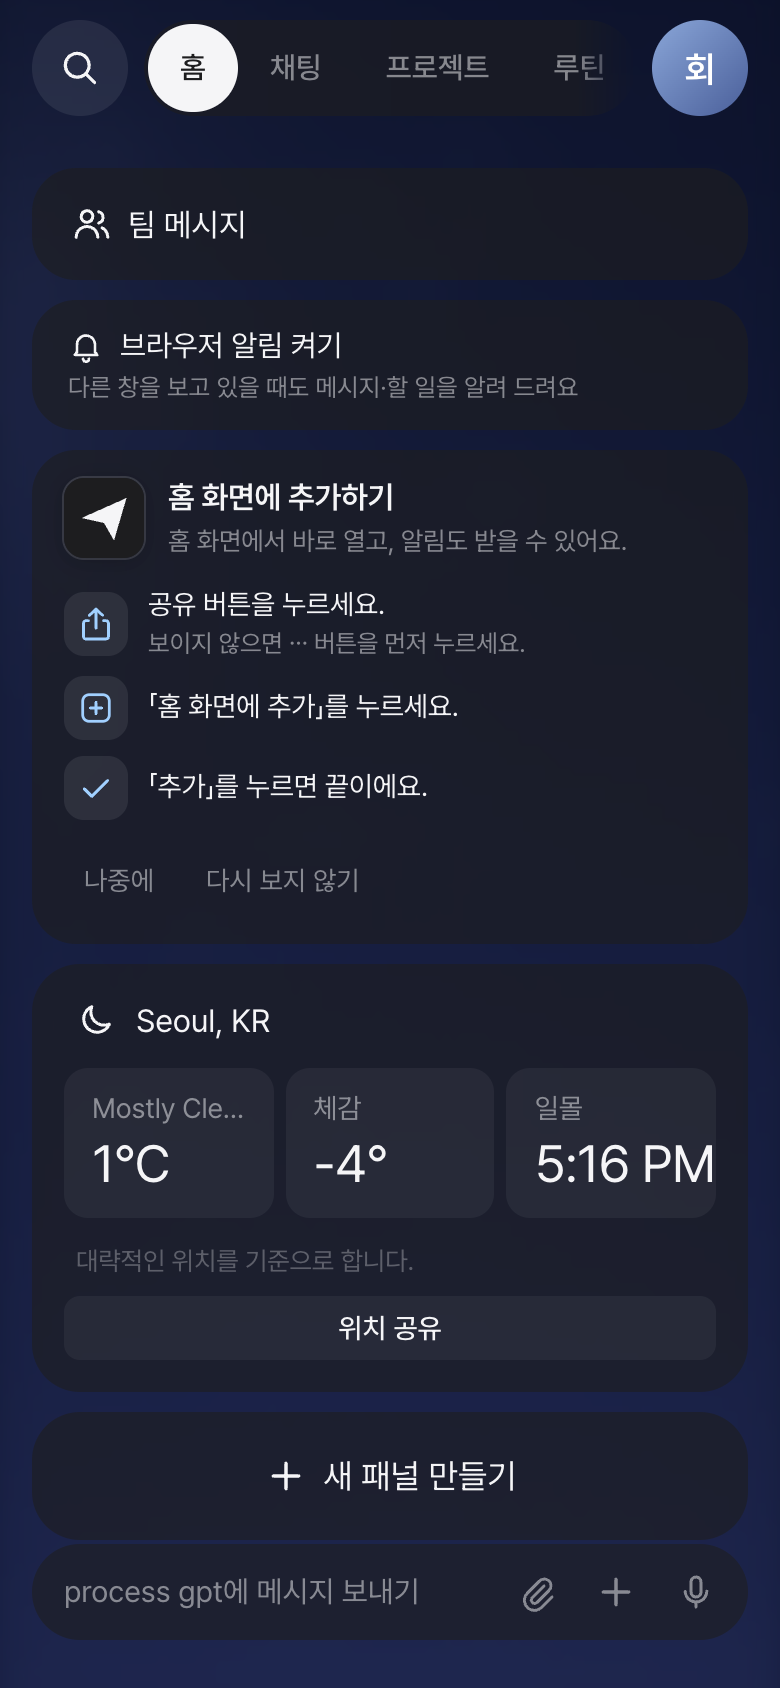 홈
채팅
프로젝트
루틴
회
팀 메시지
브라우저 알림 켜기
다른 창을 보고 있을 때도 메시지·할 일을 알려 드려요
홈 화면에 추가하기
홈 화면에서 바로 열고, 알림도 받을 수 있어요.
공유 버튼을 누르세요.
보이지 않으면 ··· 버튼을 먼저 누르세요.
「홈 화면에 추가」를 누르세요.
「추가」를 누르면 끝이에요.
나중에
다시 보지 않기
Seoul, KR
Mostly Cle...
1°C
체감
-4°
일몰
5:16 PM
대략적인 위치를 기준으로 합니다.
위치 공유
새 패널 만들기
process gpt에 메시지 보내기